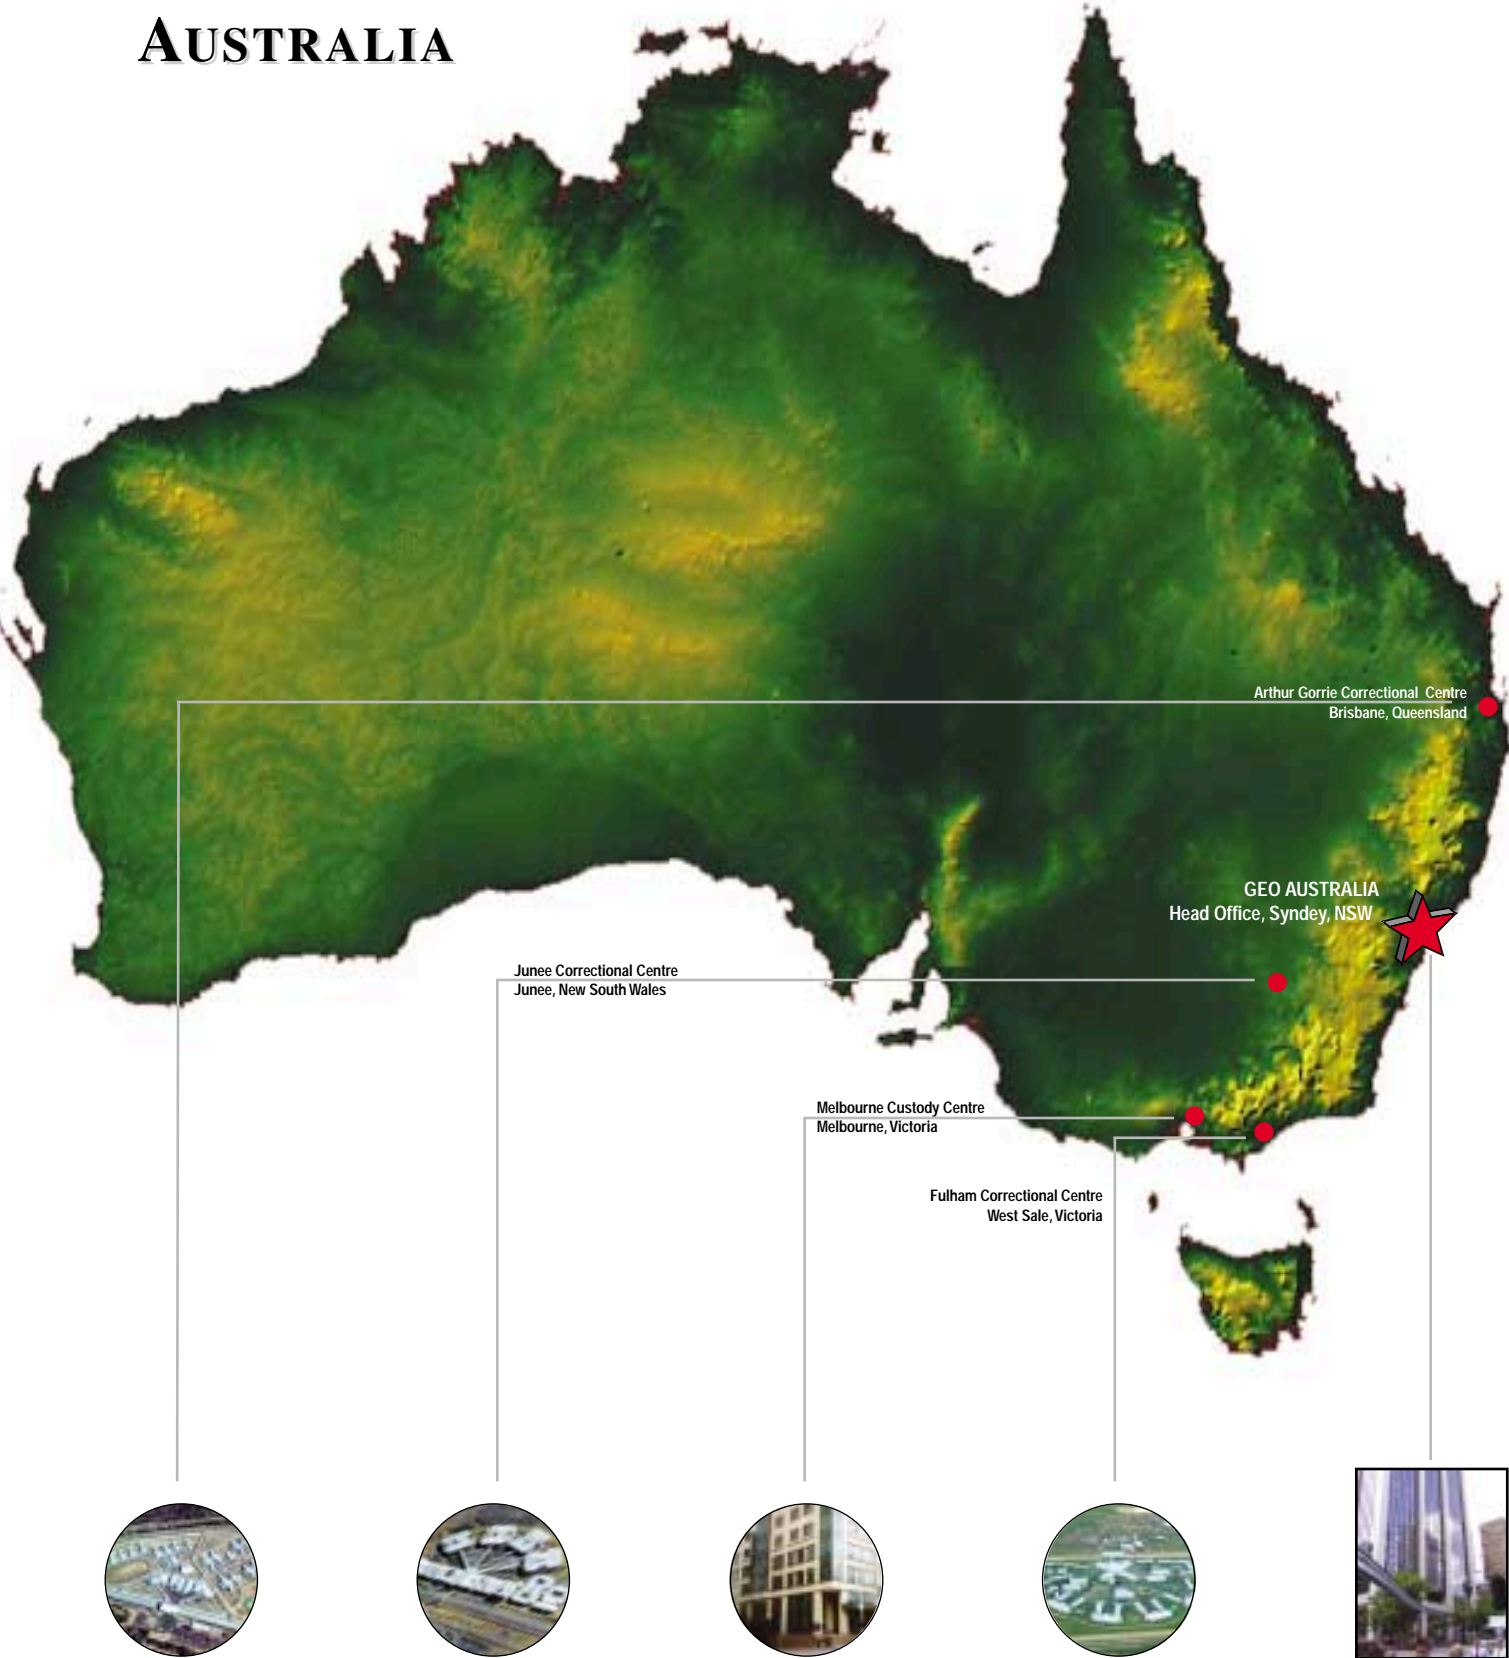 AUSTRALIA
Arthur Gorrie Correctional Centre
Brisbane, Queensland
GEO AUSTRALIA
Head Office, Syndey, NSW
Junee Correctional Centre
Junee, New South Wales
Melbourne Custody Centre
Melbourne, Victoria
Fulham Correctional Centre
West Sale, Victoria